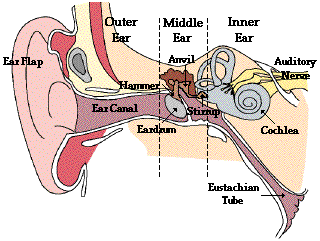 Outer
Ear
Middle
Ear
Inner
Ear
Ear Flap
Anvil
Auditory
Nerve
Hammer
Ear Canal
Stirrup
Eardrum
Cochlea
Eustachian
Tube